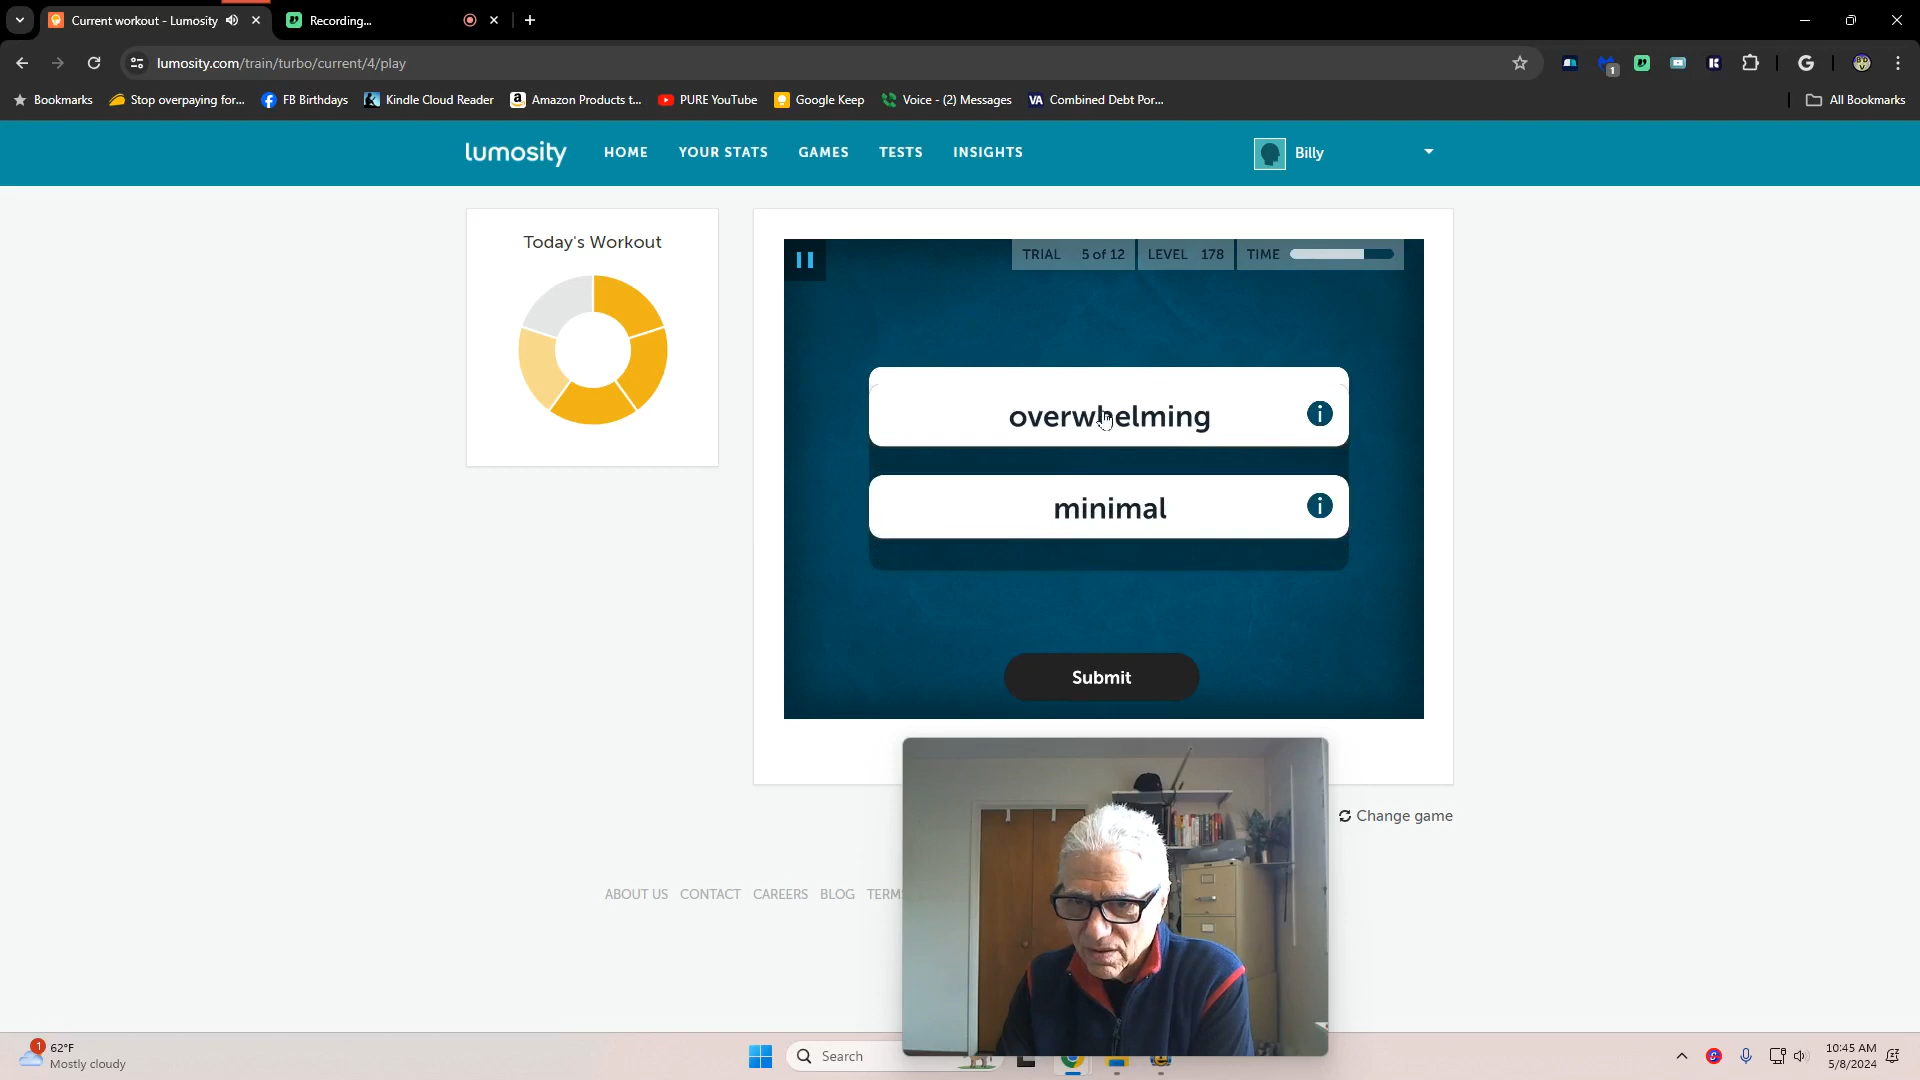 Current workout - Lumosity
Recording...
lumosity.com/train/turbo/current/4/play
Bookmarks
Stop overpaying for...
FB Birthdays
Kindle Cloud Reader
Amazon Products t...
PURE YouTube
Google Keep
Voice - (2) Messages
VA Combined Debt Por...
All Bookmarks
lumosity
HOME
YOUR STATS
GAMES
TESTS
INSIGHTS
Billy
Today's Workout
TRIAL 5 of 12
LEVEL 178
TIME
overwhelming
minimal
Submit
Change game
ABOUT US
CONTACT
CAREERS
BLOG
1
62°F
Mostly cloudy
Search
10:45 AM
5/8/2024